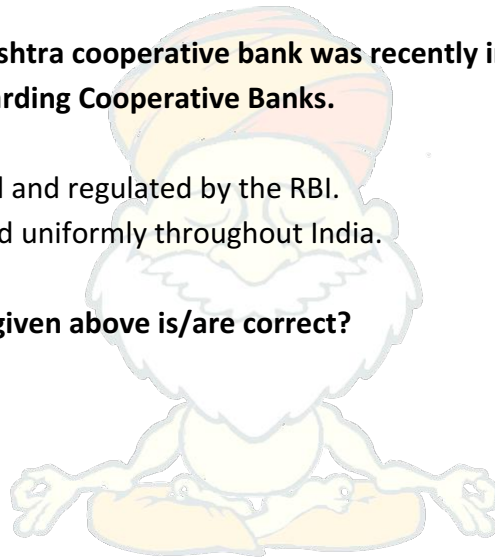 shtra cooperative bank was recently i
arding Cooperative Banks.
l and regulated by the RBI.
d uniformly throughout India.
given above is/are correct?